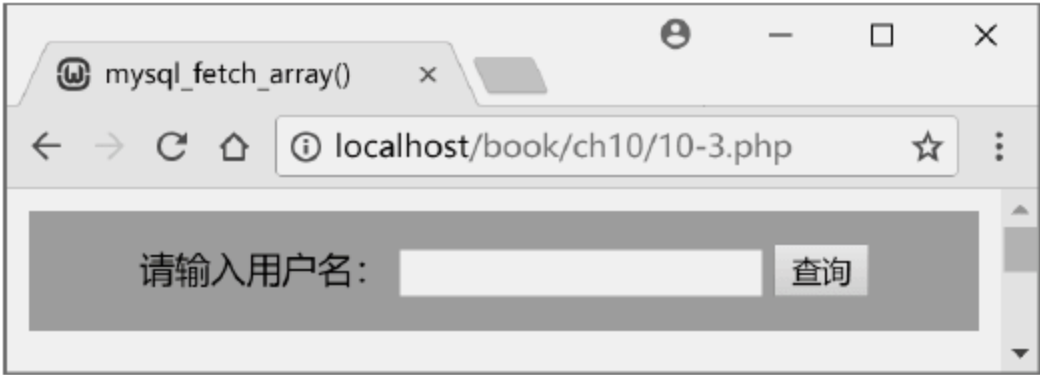 mysql_fetch_array()
localhost/book/ch10/10-3.php
请输入用户名： 查询